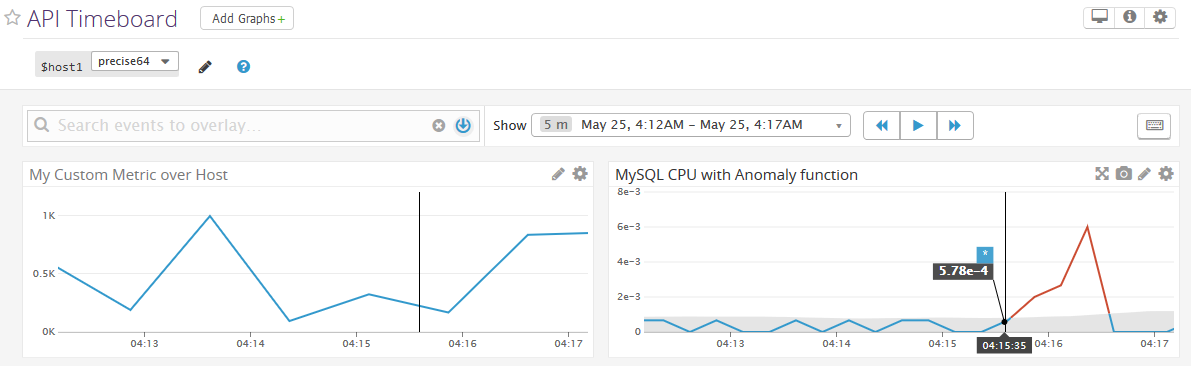 API Timeboard Add Graphs+
$host1 precise64
Search events to overlay... Show 5 m May 25, 4:12AM – May 25, 4:17AM
My Custom Metric over Host
1K
0.5K
0K
04:13 04:14 04:15 04:16 04:17
MySQL CPU with Anomaly function
8e-3
6e-3
4e-3
2e-3
0
*
5.78e-4
04:13 04:14 04:15 04:15:35 04:16 04:17